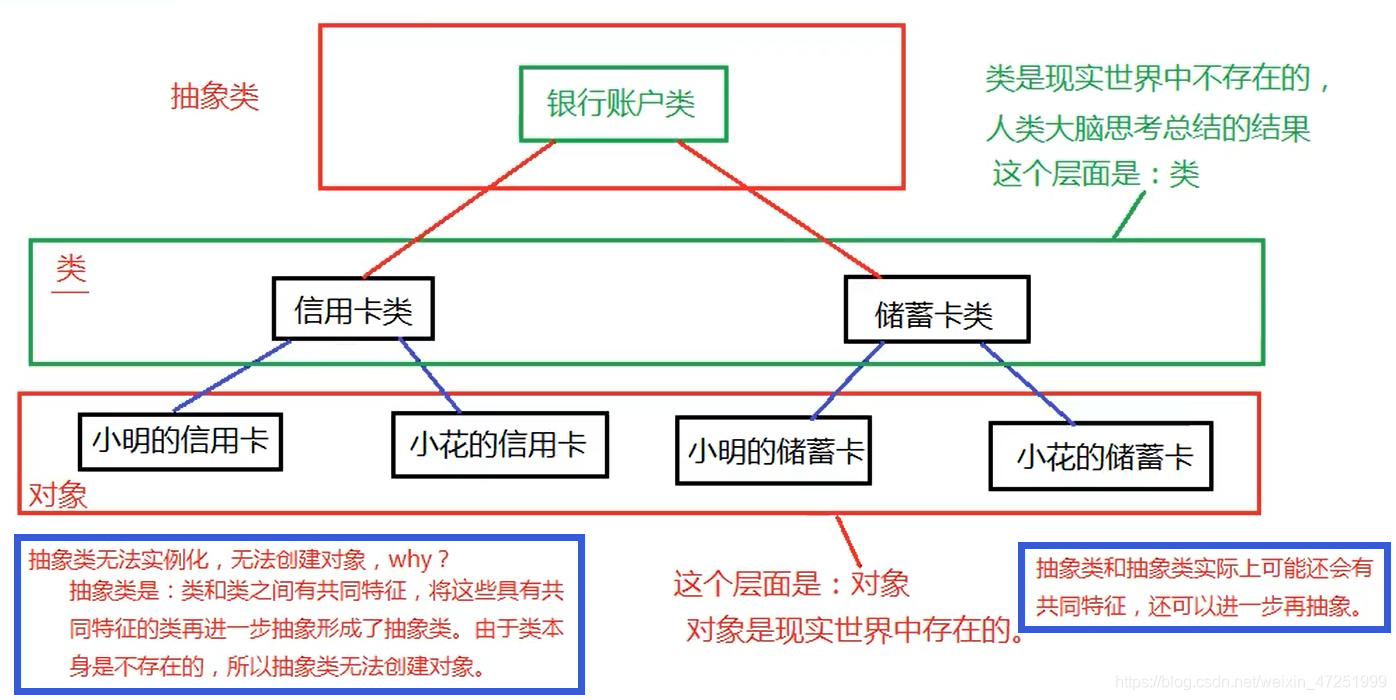 抽象类
银行账户类
类是现实世界中不存在的，
人类大脑思考总结的结果
这个层面是：类
类
信用卡类
储蓄卡类
小明的信用卡
小花的信用卡
小明的储蓄卡
小花的储蓄卡
对象
抽象类无法实例化，无法创建对象，why？
抽象类是：类和类之间有共同特征，将这些具有共
同特征的类再进一步抽象形成了抽象类。由于类本
身是不存在的，所以抽象类无法创建对象。
这个层面是：对象
对象是现实世界中存在的。
抽象类和抽象类实际上可能还会有
共同特征，还可以进一步再抽象。
https://blog.csdn.net/weixin_47251999